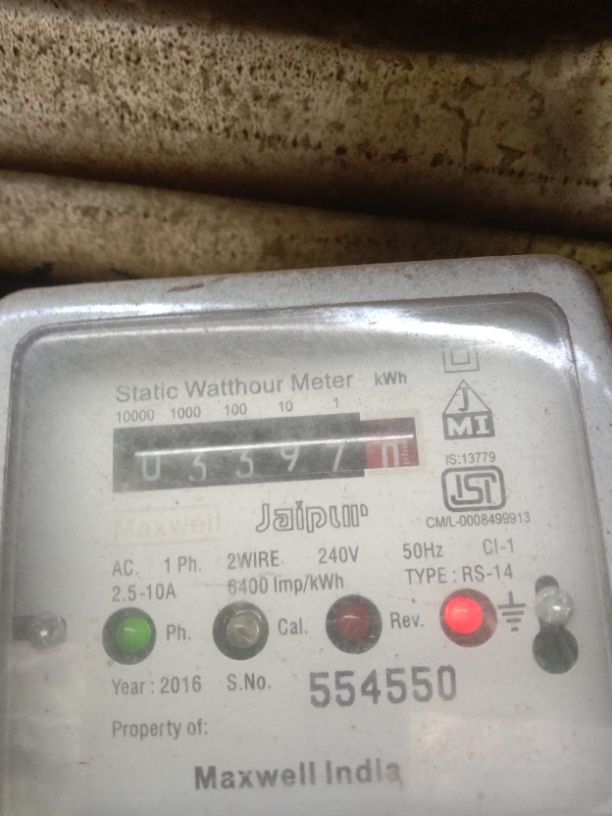 Static Watthour Meter kWh
10000 1000 100 10 1
0 3 3 9 7 0
J
MI
IS:13779
ISI
CM/L-0008499913
Maxwell
Jaipur
AC. 1 Ph. 2WIRE 240V 50Hz Cl-1
2.5-10A 6400 Imp/kWh TYPE : RS-14
Ph. Cal. Rev.
Year : 2016 S.No. 554550
Property of:
Maxwell India